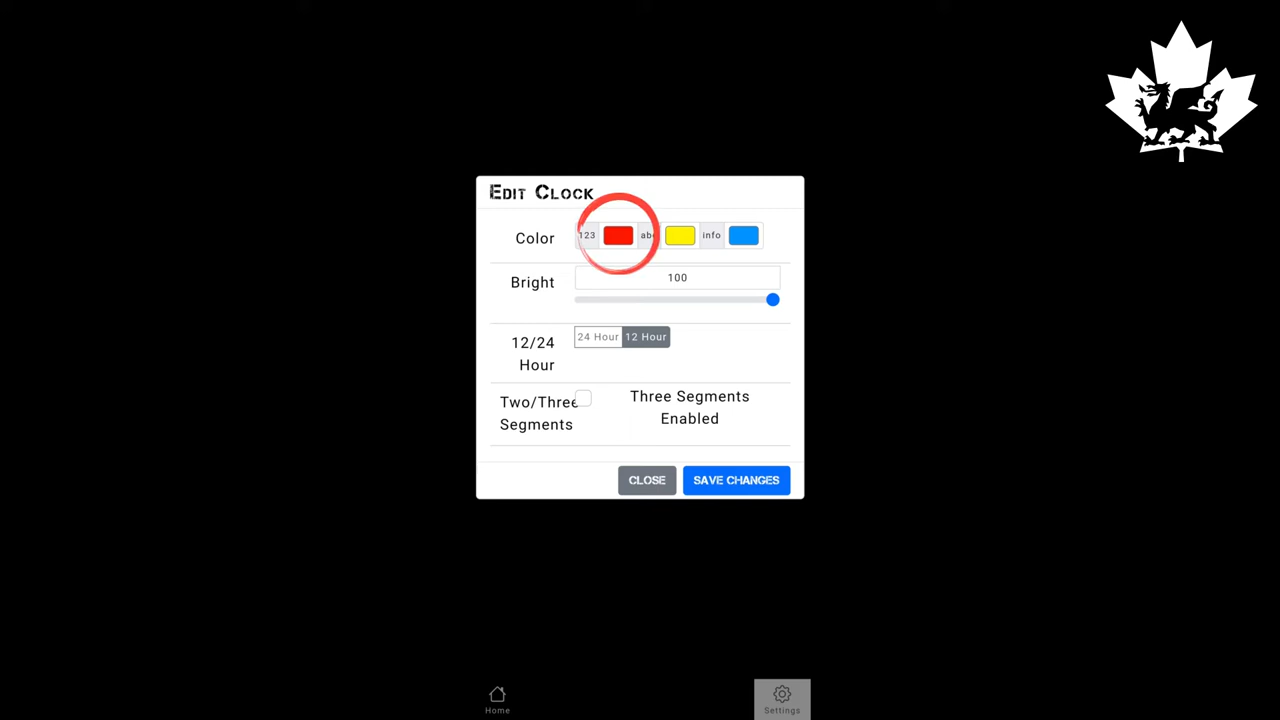 Edit Clock
Color 123 abc info
Bright 100
12/24 Hour 24 Hour 12 Hour
Two/Three Segments Three Segments Enabled
CLOSE SAVE CHANGES
Home Settings